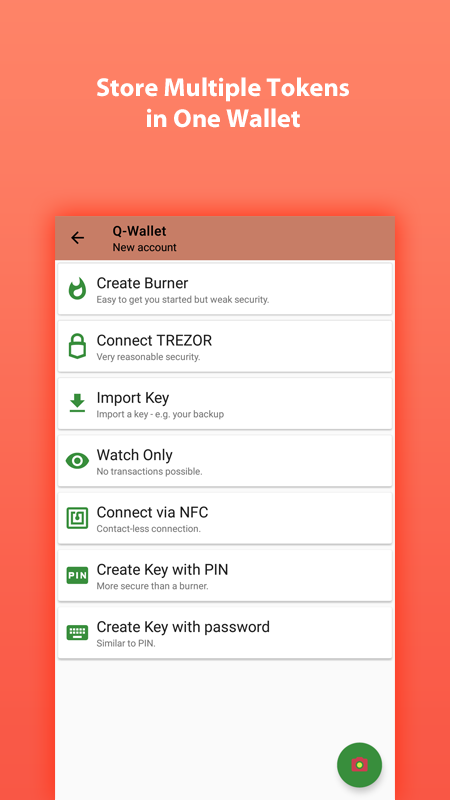 Store Multiple Tokens
in One Wallet
Q-Wallet
New account
Create Burner
Easy to get you started but weak security.
Connect TREZOR
Very reasonable security.
Import Key
Import a key - e.g. your backup
Watch Only
No transactions possible.
Connect via NFC
Contact-less connection.
PIN
Create Key with PIN
More secure than a burner.
Create Key with password
Similar to PIN.